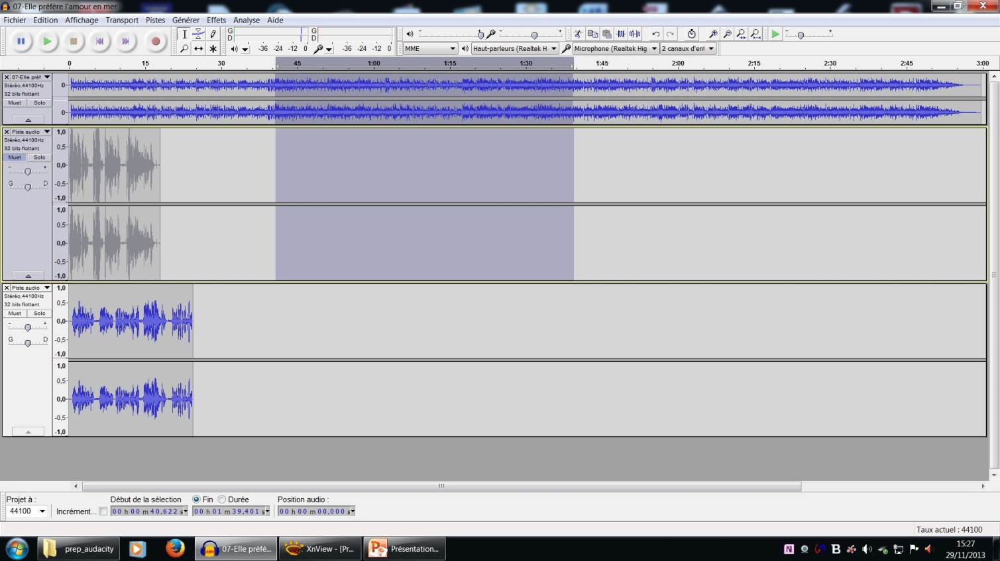 07-Elle préfère l'amour en mer
Fichier Edition Affichage Transport Pistes Générer Effets Analyse Aide
G G
D D
-36 -24 -12 0 -36 -24 -12 0
MME Haut-parleurs (Realtek H Microphone (Realtek Hig 2 canaux d'ent
0 15 30 45 1:00 1:15 1:30 1:45 2:00 2:15 2:30 2:45 3:00
07-Elle préf
Stéréo,44100Hz
32 bits flottant
Muet Solo
0-
0-
Piste audio
Stéréo,44100Hz
32 bits flottant
Muet Solo
- +
G D
1,0
0,5-
0,0-
-0,5-
-1,0
1,0
0,5-
0,0-
-0,5-
-1,0
Piste audio
Stéréo,44100Hz
32 bits flottant
Muet Solo
- +
G D
1,0
0,5-
0,0-
-0,5-
-1,0
1,0
0,5-
0,0-
-0,5-
-1,0
Projet à : Début de la sélection Fin Durée Position audio :
44100 Incrément... 00 h 00 m 40.622 s 00 h 01 m 39.401 s 00 h 00 m 00.000 s
Taux actuel : 44100
prep_audacity 07-Elle préfè... XnView - [Pr... Présentation...
15:27
29/11/2013